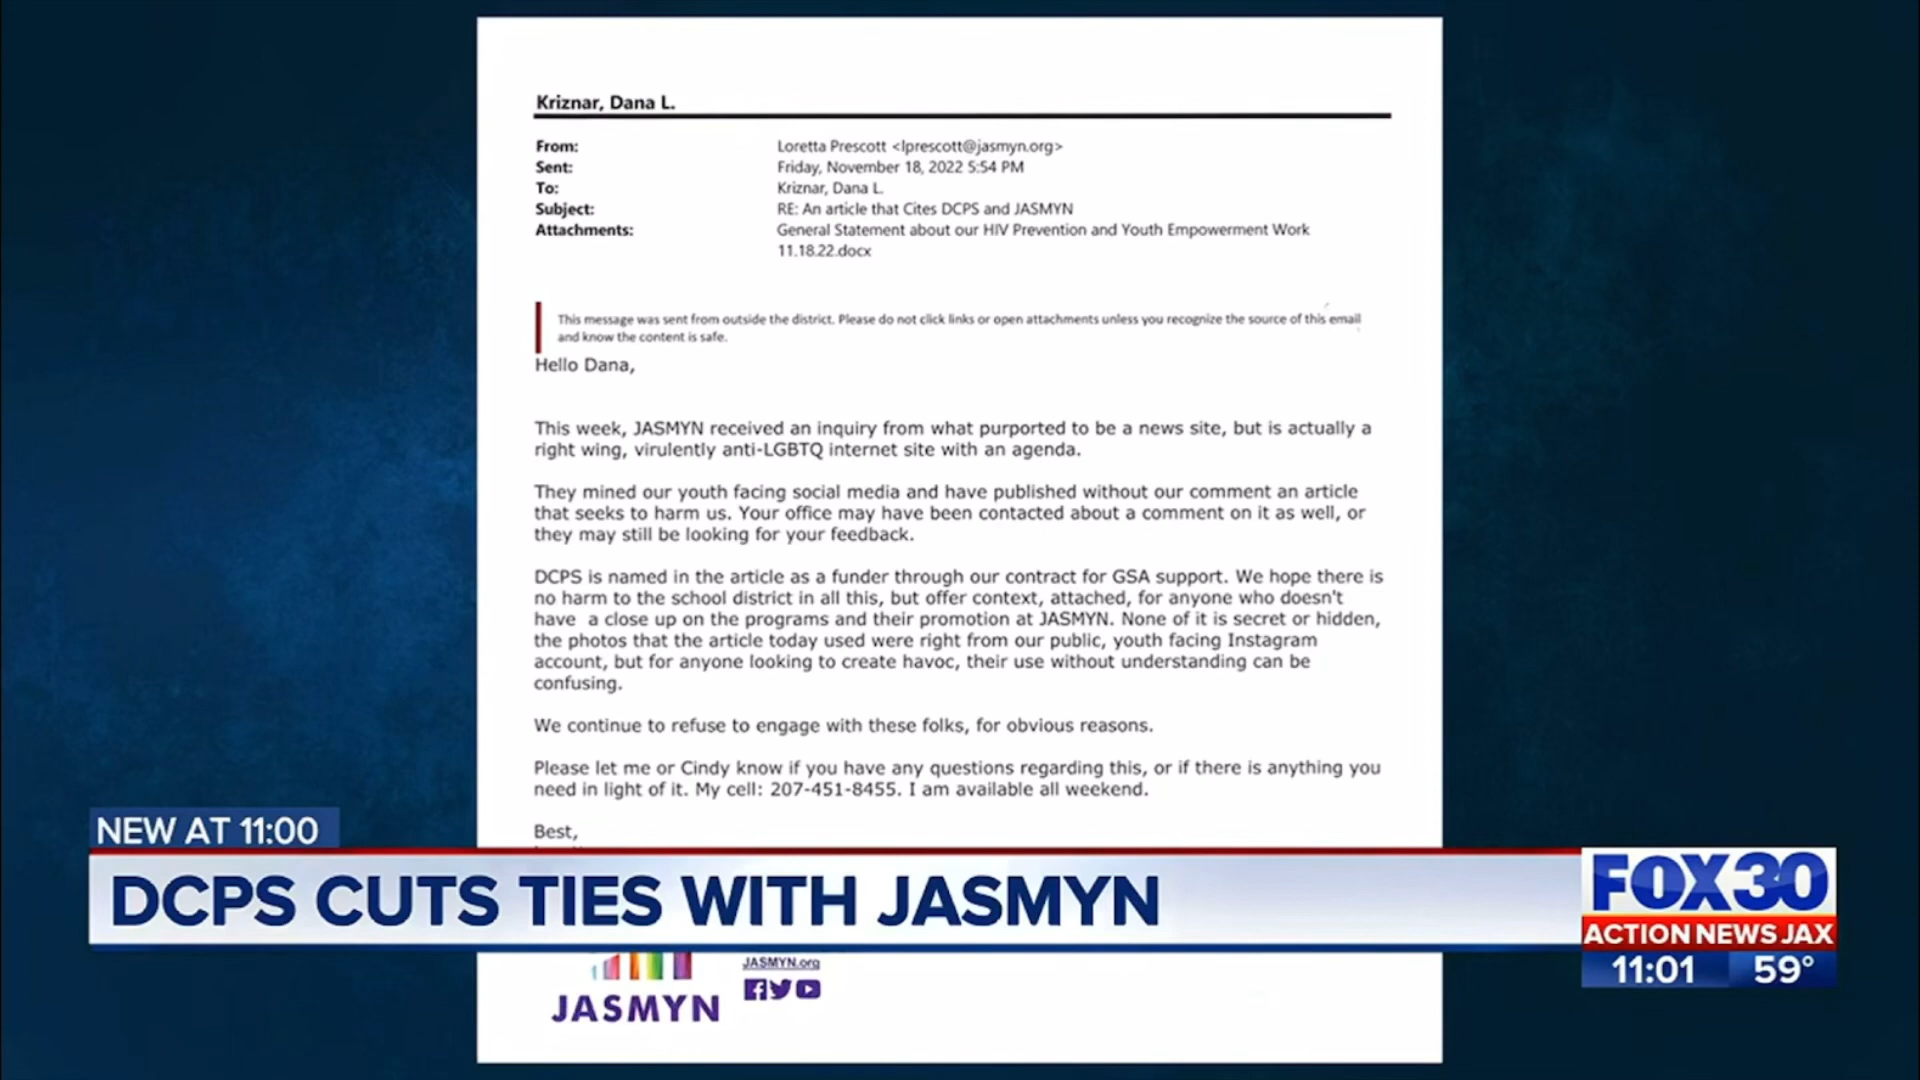 Kriznar, Dana L.
From: Loretta Prescott <lprescott@jasmyn.org>
Sent: Friday, November 18, 2022 5:54 PM
To: Kriznar, Dana L.
Subject: RE: An article that Cites DCPS and JASMYN
Attachments: General Statement about our HIV Prevention and Youth Empowerment Work
11.18.22.docx
This message was sent from outside the district. Please do not click links or open attachments unless you recognize the source of this email
and know the content is safe.
Hello Dana,
This week, JASMYN received an inquiry from what purported to be a news site, but is actually a
right wing, virulently anti-LGBTQ internet site with an agenda.
They mined our youth facing social media and have published without our comment an article
that seeks to harm us. Your office may have been contacted about a comment on it as well, or
they may still be looking for your feedback.
DCPS is named in the article as a funder through our contract for GSA support. We hope there is
no harm to the school district in all this, but offer context, attached, for anyone who doesn't
have a close up on the programs and their promotion at JASMYN. None of it is secret or hidden,
the photos that the article today used were right from our public, youth facing Instagram
account, but for anyone looking to create havoc, their use without understanding can be
confusing.
We continue to refuse to engage with these folks, for obvious reasons.
Please let me or Cindy know if you have any questions regarding this, or if there is anything you
need in light of it. My cell: 207-451-8455. I am available all weekend.
Best,
NEW AT 11:00
DCPS CUTS TIES WITH JASMYN
FOX30
ACTION NEWS JAX
11:01 59°
JASMYN.org
JASMYN